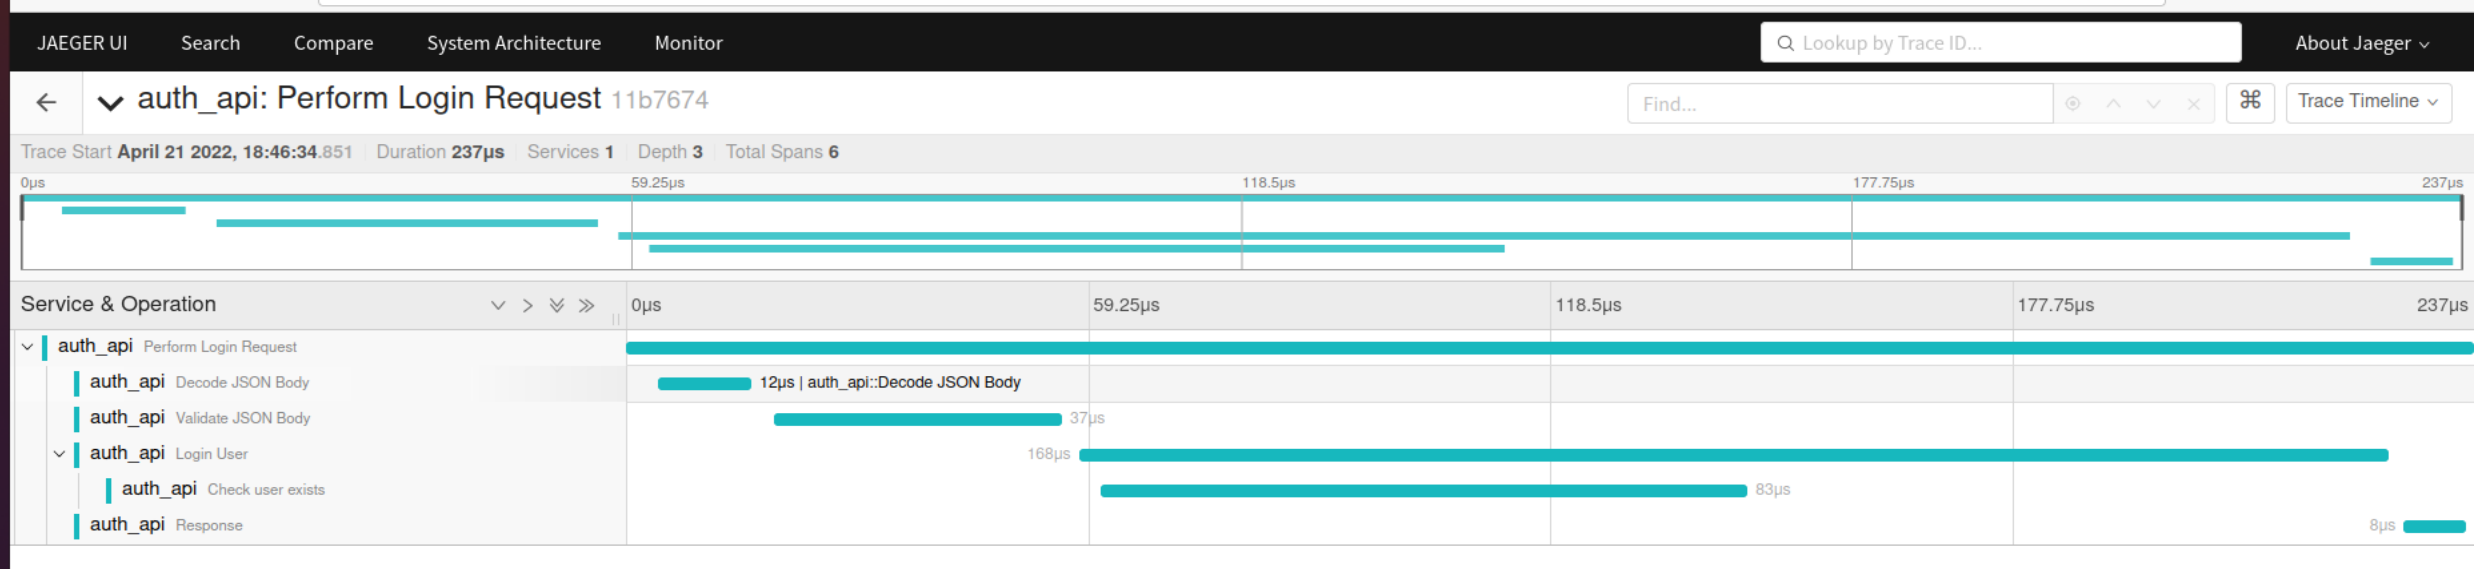 JAEGER UI Search Compare System Architecture Monitor Lookup by Trace ID... About Jaeger
auth_api: Perform Login Request 11b7674 Find... ⌘ Trace Timeline
Trace Start April 21 2022, 18:46:34.851 Duration 237μs Services 1 Depth 3 Total Spans 6
0μs 59.25μs 118.5μs 177.75μs 237μs
Service & Operation 0μs 59.25μs 118.5μs 177.75μs 237μs
auth_api Perform Login Request
auth_api Decode JSON Body 12μs | auth_api::Decode JSON Body
auth_api Validate JSON Body 37μs
auth_api Login User 168μs
auth_api Check user exists 83μs
auth_api Response 8μs